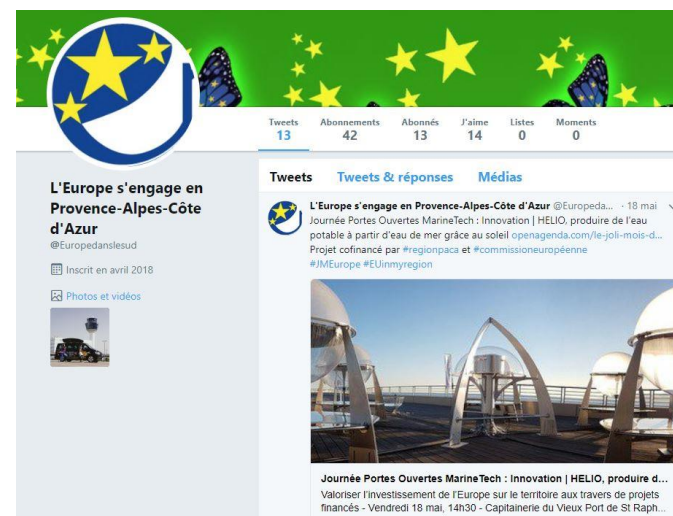 Tweets Abonnements Abonnés J'aime Listes Moments
13 42 13 14 0 0
L'Europe s'engage en
Provence-Alpes-Côte
d'Azur
@Europedanslesud
Inscrit en avril 2018
Photos et vidéos
Tweets Tweets & réponses Médias
L'Europe s'engage en Provence-Alpes-Côte d'Azur @Europeda... · 18 mai
Journée Portes Ouvertes MarineTech : Innovation | HELIO, produire de l'eau
potable à partir d'eau de mer grâce au soleil openagenda.com/le-joli-mois-d...
Projet cofinancé par #regionpaca et #commissioneuropéenne
#JMEurope #EUinmyregion
Journée Portes Ouvertes MarineTech : Innovation | HELIO, produire d...
Valoriser l'investissement de l'Europe sur le territoire aux travers de projets
financés - Vendredi 18 mai, 14h30 - Capitainerie du Vieux Port de St Raph...